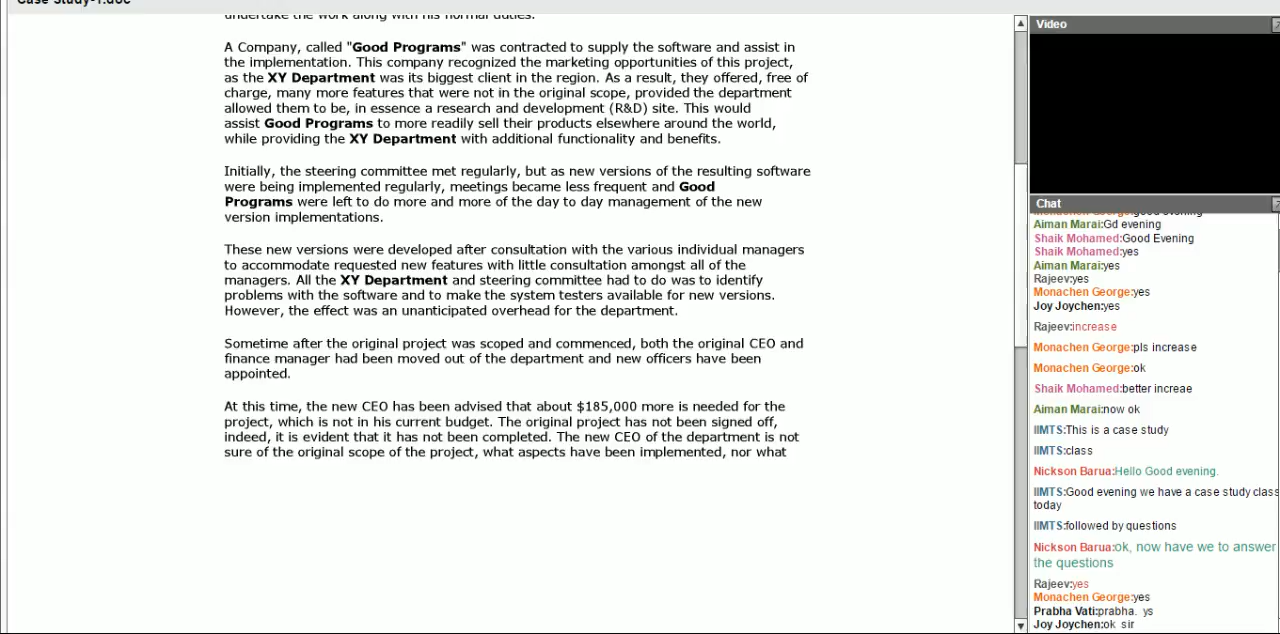 Case Study-1.doc
undertake the work along with his normal duties.
A Company, called "Good Programs" was contracted to supply the software and assist in
the implementation. This company recognized the marketing opportunities of this project,
as the XY Department was its biggest client in the region. As a result, they offered, free of
charge, many more features that were not in the original scope, provided the department
allowed them to be, in essence a research and development (R&D) site. This would
assist Good Programs to more readily sell their products elsewhere around the world,
while providing the XY Department with additional functionality and benefits.
Initially, the steering committee met regularly, but as new versions of the resulting software
were being implemented regularly, meetings became less frequent and Good
Programs were left to do more and more of the day to day management of the new
version implementations.
These new versions were developed after consultation with the various individual managers
to accommodate requested new features with little consultation amongst all of the
managers. All the XY Department and steering committee had to do was to identify
problems with the software and to make the system testers available for new versions.
However, the effect was an unanticipated overhead for the department.
Sometime after the original project was scoped and commenced, both the original CEO and
finance manager had been moved out of the department and new officers have been
appointed.
At this time, the new CEO has been advised that about $185,000 more is needed for the
project, which is not in his current budget. The original project has not been signed off,
indeed, it is evident that it has not been completed. The new CEO of the department is not
sure of the original scope of the project, what aspects have been implemented, nor what
Video
Chat
Monachen George:good evening
Aiman Marai:Gd evening
Shaik Mohamed:Good Evening
Shaik Mohamed:yes
Aiman Marai:yes
Rajeev:yes
Monachen George:yes
Joy Joychen:yes
Rajeev:increase
Monachen George:pls increase
Monachen George:ok
Shaik Mohamed:better increae
Aiman Marai:now ok
IIMTS:This is a case study
IIMTS:class
Nickson Barua:Hello Good evening.
IIMTS:Good evening we have a case study class
today
IIMTS:followed by questions
Nickson Barua:ok, now have we to answer
the questions
Rajeev:yes
Monachen George:yes
Prabha Vati:prabha. ys
Joy Joychen:ok sir